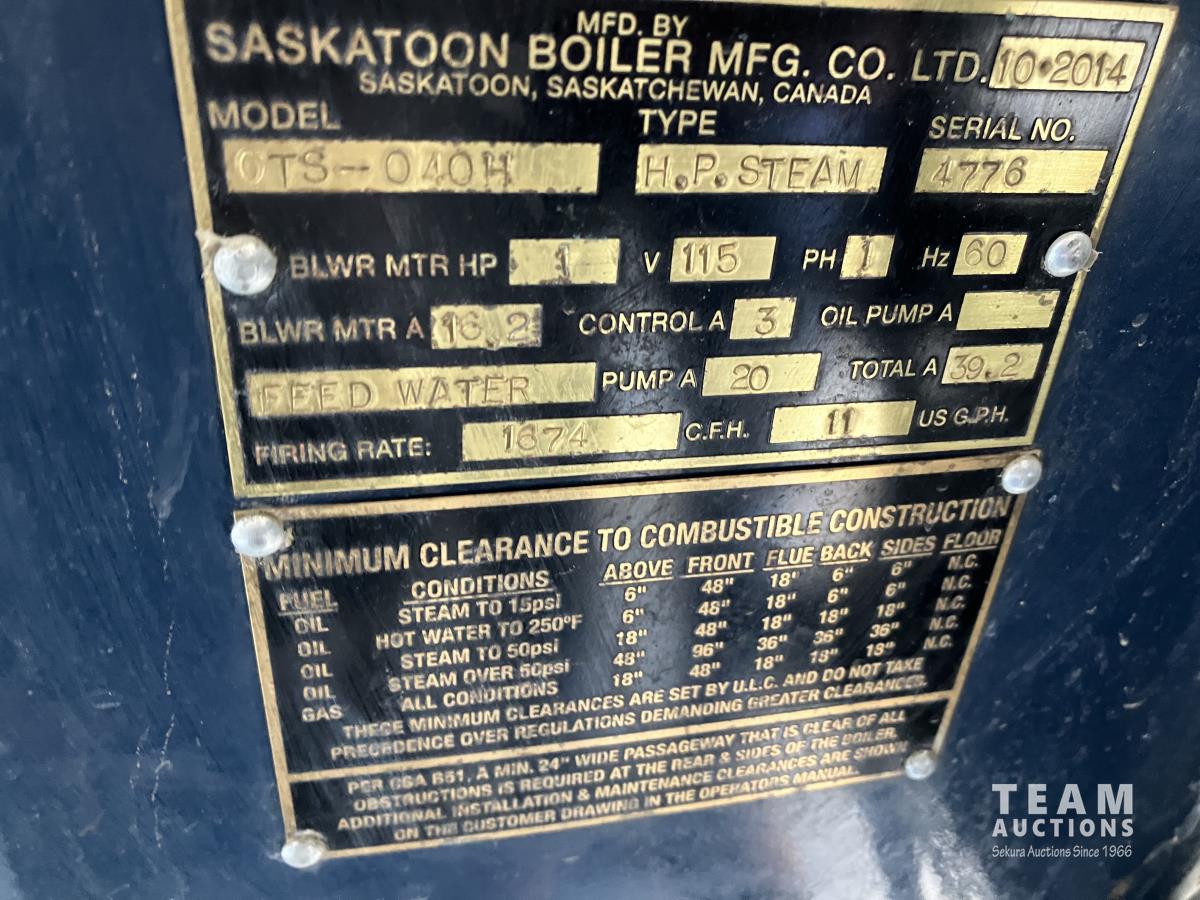 MFD. BY
SASKATOON BOILER MFG. CO. LTD. 10•2014
SASKATOON, SASKATCHEWAN, CANADA
MODEL TYPE SERIAL NO.
OTS--040H H.P. STEAM 4776
BLWR MTR HP 1 V 115 PH 1 Hz 60
BLWR MTR A 16.2 CONTROL A 3 OIL PUMP A
FEED WATER PUMP A 20 TOTAL A 39.2
FIRING RATE: 1674 C.F.H. 11 US G.P.H.
MINIMUM CLEARANCE TO COMBUSTIBLE CONSTRUCTION
FUEL CONDITIONS ABOVE FRONT FLUE BACK SIDES FLOOR
OIL STEAM TO 15psi 6" 48" 18" 6" 6" N.C.
OIL HOT WATER TO 250°F 6" 48" 18" 6" 6" N.C.
OIL STEAM TO 50psi 18" 48" 18" 18" 18" N.C.
OIL STEAM OVER 50psi 48" 96" 36" 36" 36" N.C.
GAS ALL CONDITIONS 18" 48" 18" 18" 18" N.C.
THESE MINIMUM CLEARANCES ARE SET BY U.L.C. AND DO NOT TAKE
PRECEDENCE OVER REGULATIONS DEMANDING GREATER CLEARANCES.
PER CSA B51, A MIN. 24" WIDE PASSAGEWAY THAT IS CLEAR OF ALL
OBSTRUCTIONS IS REQUIRED AT THE REAR & SIDES OF THE BOILER.
ADDITIONAL INSTALLATION & MAINTENANCE CLEARANCES ARE SHOWN
ON THE CUSTOMER DRAWING IN THE OPERATORS MANUAL.
TEAM
AUCTIONS
Sekura Auctions Since 1966